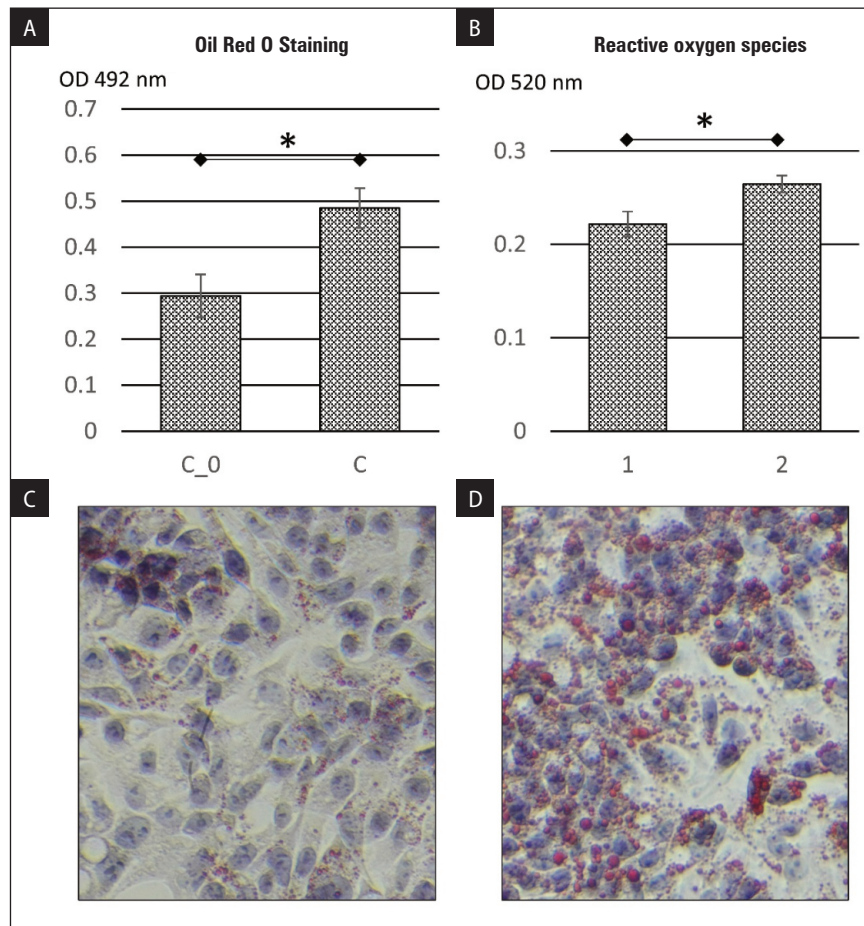 A
Oil Red O Staining
OD 492 nm
0.7
0.6
0.5
0.4
0.3
0.2
0.1
0
*
C_0 C
B
Reactive oxygen species
OD 520 nm
0.3
0.2
0.1
0
*
1 2
C
D